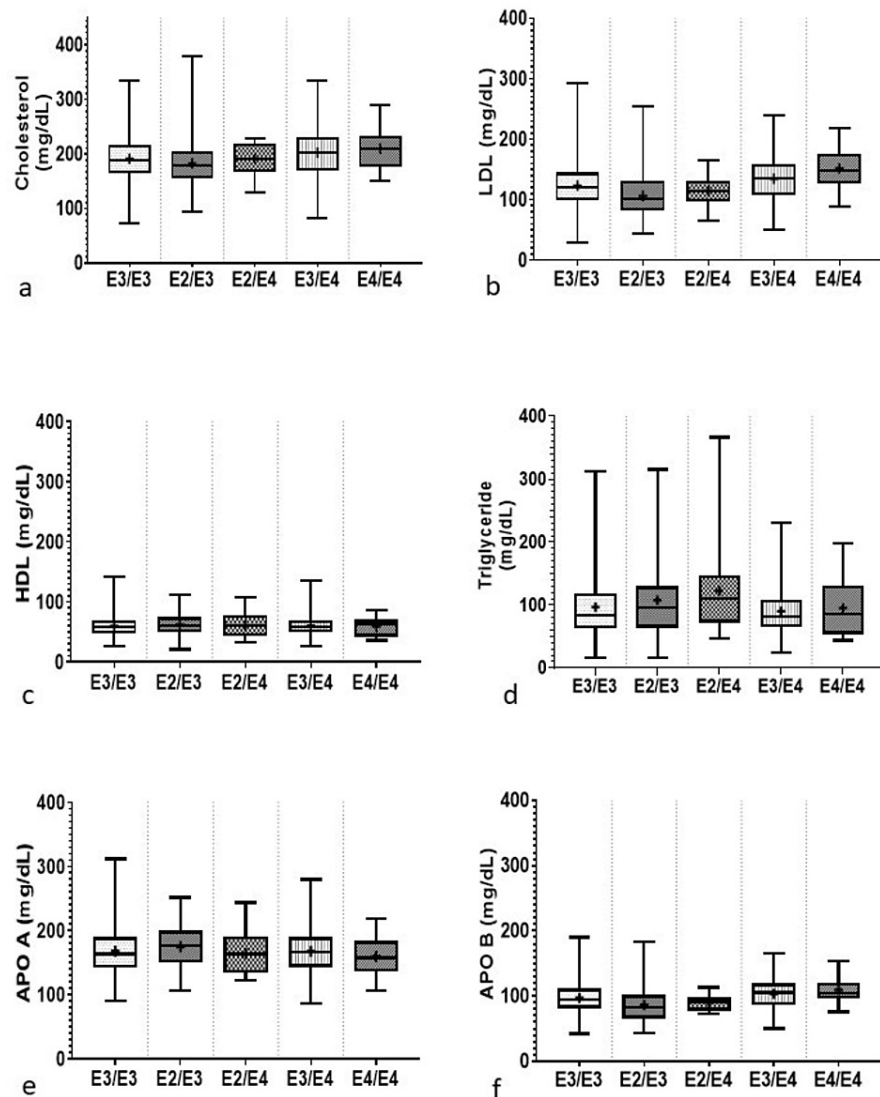 Cholesterol
(mg/dL)
400
300
200
100
0
E3/E3 E2/E3 E2/E4 E3/E4 E4/E4
a
LDL (mg/dL)
400
300
200
100
0
E3/E3 E2/E3 E2/E4 E3/E4 E4/E4
b
HDL (mg/dL)
400
300
200
100
0
E3/E3 E2/E3 E2/E4 E3/E4 E4/E4
c
Triglyceride
(mg/dL)
400
300
200
100
0
E3/E3 E2/E3 E2/E4 E3/E4 E4/E4
d
APO A (mg/dL)
400
300
200
100
0
E3/E3 E2/E3 E2/E4 E3/E4 E4/E4
e
APO B (mg/dL)
400
300
200
100
0
E3/E3 E2/E3 E2/E4 E3/E4 E4/E4
f